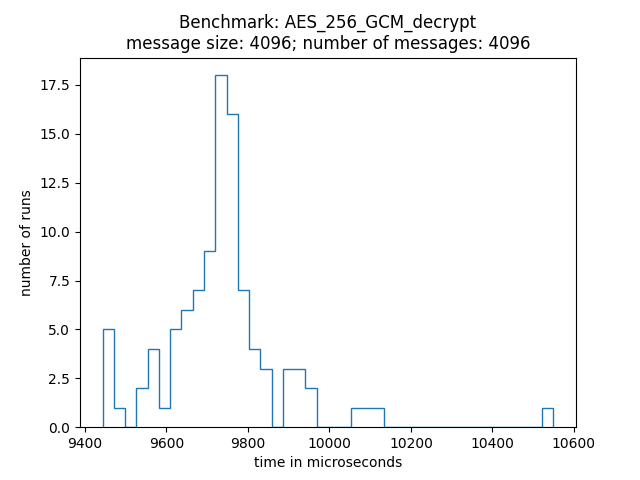 Benchmark: AES_256_GCM_decrypt
message size: 4096; number of messages: 4096
17.5
15.0
12.5
10.0
7.5
5.0
2.5
0.0
number of runs
9400 9600 9800 10000 10200 10400 10600
time in microseconds